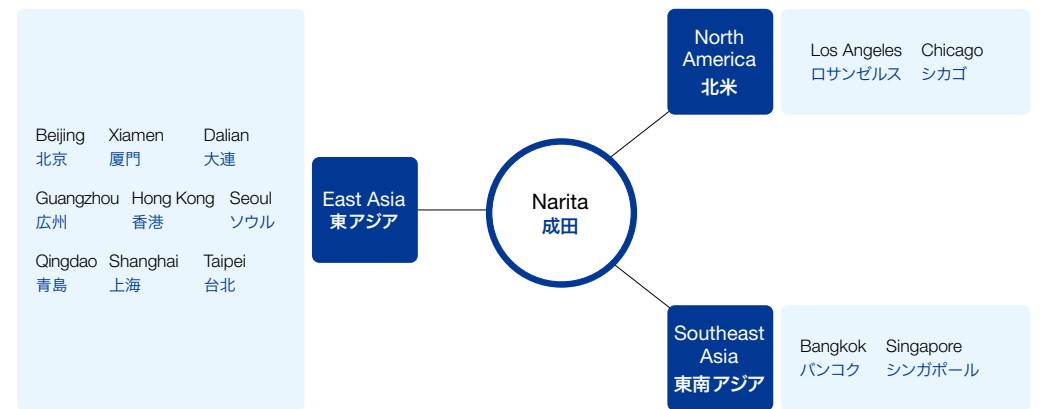 Beijing Xiamen Dalian
北京 厦門 大連
Guangzhou Hong Kong Seoul
広州 香港 ソウル
Qingdao Shanghai Taipei
青島 上海 台北
East Asia
東アジア
Narita
成田
North
America
北米
Los Angeles Chicago
ロサンゼルス シカゴ
Southeast
Asia
東南アジア
Bangkok Singapore
バンコク シンガポール